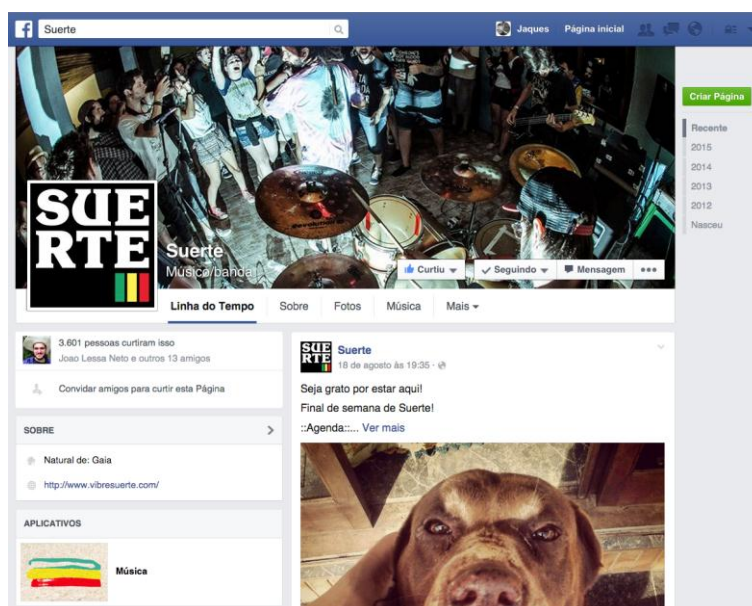 Suerte
Jaques
Página inicial
Criar Página
Recente
2015
2014
2013
2012
Nasceu
SUE
RTE
Suerte
Músico/banda
Curtiu
Seguindo
Mensagem
Linha do Tempo
Sobre
Fotos
Música
Mais
3.601 pessoas curtiram isso
Joao Lessa Neto e outros 13 amigos
Convidar amigos para curtir esta Página
SOBRE
Natural de: Gaia
http://www.vibresuerte.com/
APLICATIVOS
Música
SUE
RTE
Suerte
18 de agosto às 19:35 ·
Seja grato por estar aqui!
Final de semana de Suerte!
::Agenda::... Ver mais